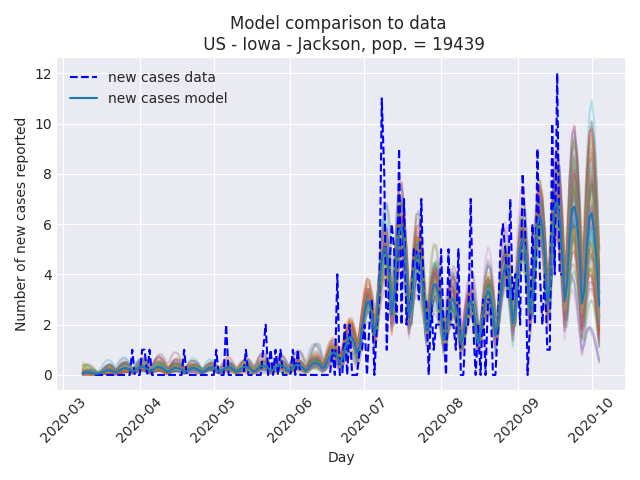 Model comparison to data
US - Iowa - Jackson, pop. = 19439
new cases data
new cases model
Number of new cases reported
12
10
8
6
4
2
0
2020-03
2020-04
2020-05
2020-06
2020-07
2020-08
2020-09
2020-10
Day